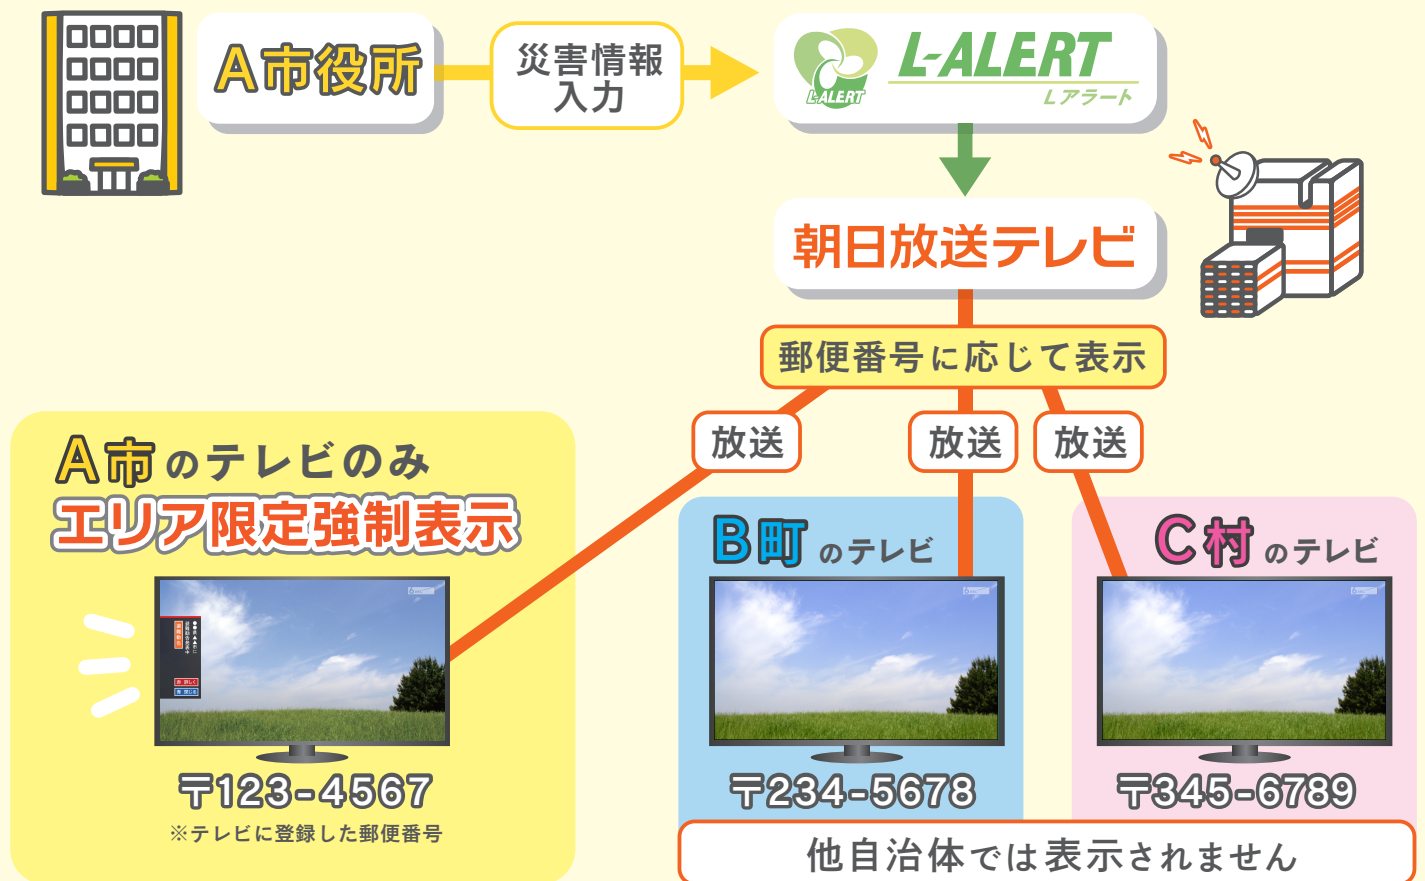 A市役所
災害情報
入力
L-ALERT
L-ALERT
Lアラート
朝日放送テレビ
郵便番号に応じて表示
放送
放送
放送
A市のテレビのみ
エリア限定強制表示
B町のテレビ
C村のテレビ
〒123-4567
※テレビに登録した郵便番号
〒234-5678
〒345-6789
他自治体では表示されません